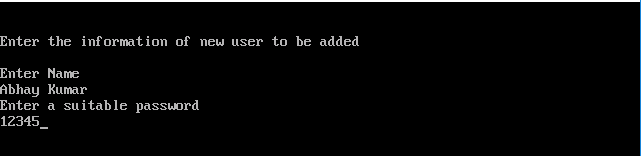 Enter the information of new user to be added
Enter Name
Abhay Kumar
Enter a suitable password
12345_